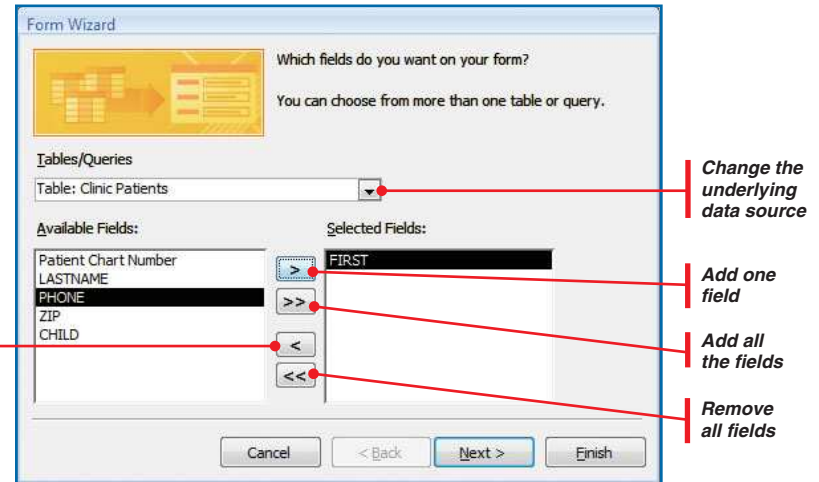 Form Wizard
Which fields do you want on your form?
You can choose from more than one table or query.
Tables/Queries
Table: Clinic Patients
Available Fields:
Selected Fields:
Patient Chart Number
LASTNAME
PHONE
ZIP
CHILD
FIRST
>
>>
<
<<
Cancel
< Back
Next >
Finish
Change the
underlying
data source
Add one
field
Add all
the fields
Remove
all fields